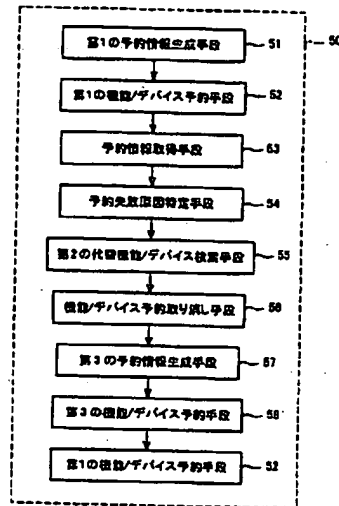 50
第1の予約情報生成手段 51
第1の機能/デバイス予約手段 52
予約情報取得手段 53
予約失敗原因特定手段 54
第2の代替機能/デバイス検索手段 55
機能/デバイス予約取り消し手段 56
第3の予約情報生成手段 57
第3の機能/デバイス予約手段 58
第1の機能/デバイス予約手段 52